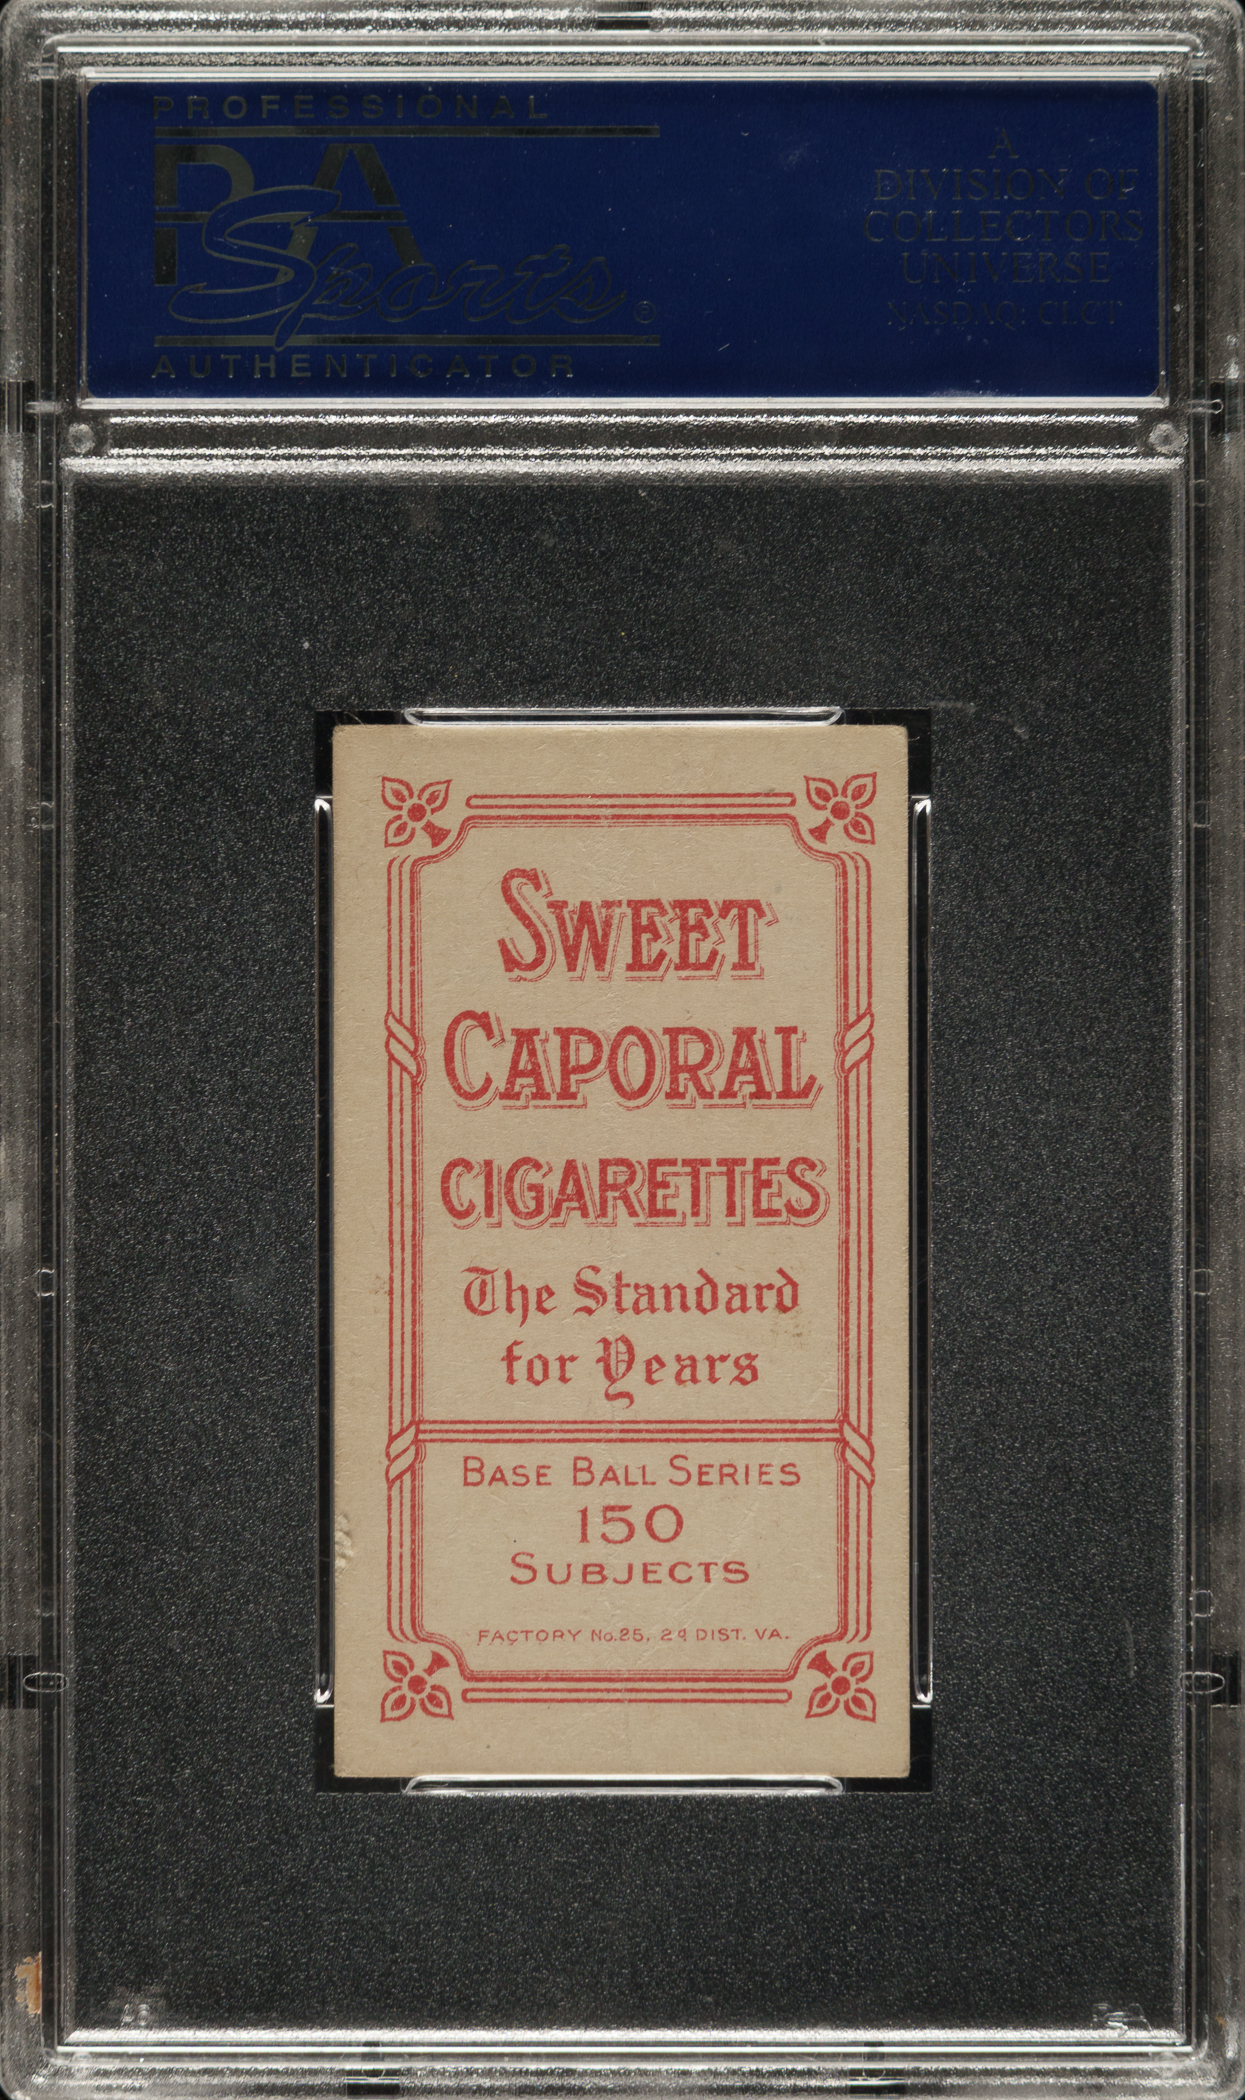 PROFESSIONAL
PSA
Sports®
AUTHENTICATOR
A
DIVISION OF
COLLECTORS
UNIVERSE
NASDAQ: CLCT
SWEET
CAPORAL
CIGARETTES
The Standard
for Years
BASE BALL SERIES
150
SUBJECTS
FACTORY No. 25, 2d DIST. VA.